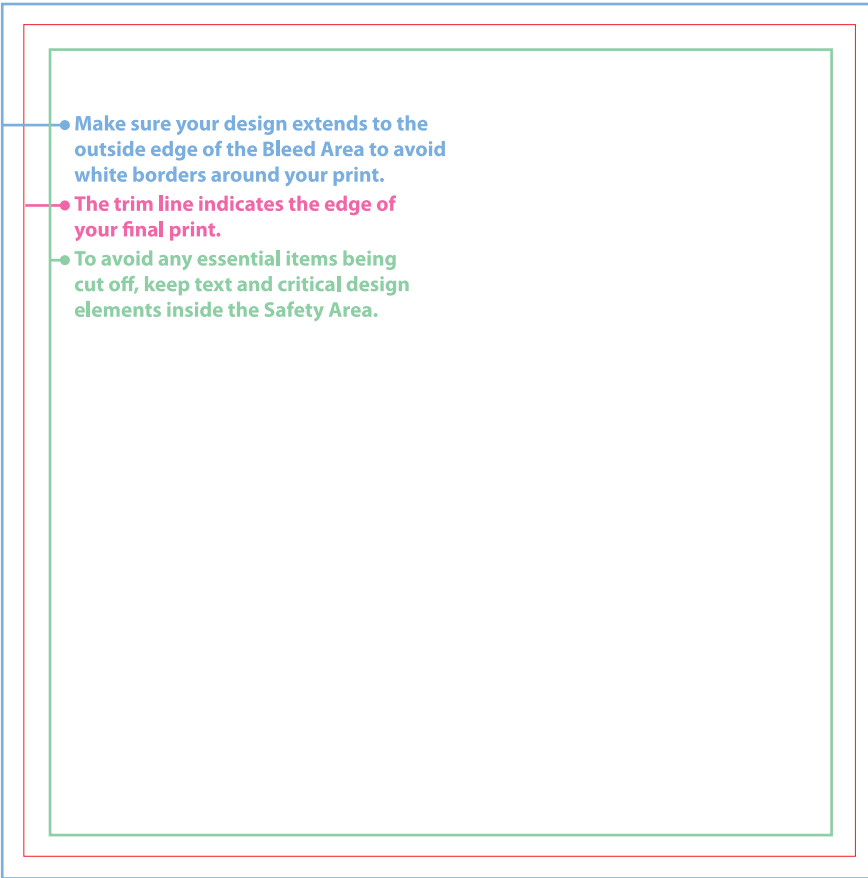 Make sure your design extends to the
outside edge of the Bleed Area to avoid
white borders around your print.
The trim line indicates the edge of
your final print.
To avoid any essential items being
cut off, keep text and critical design
elements inside the Safety Area.